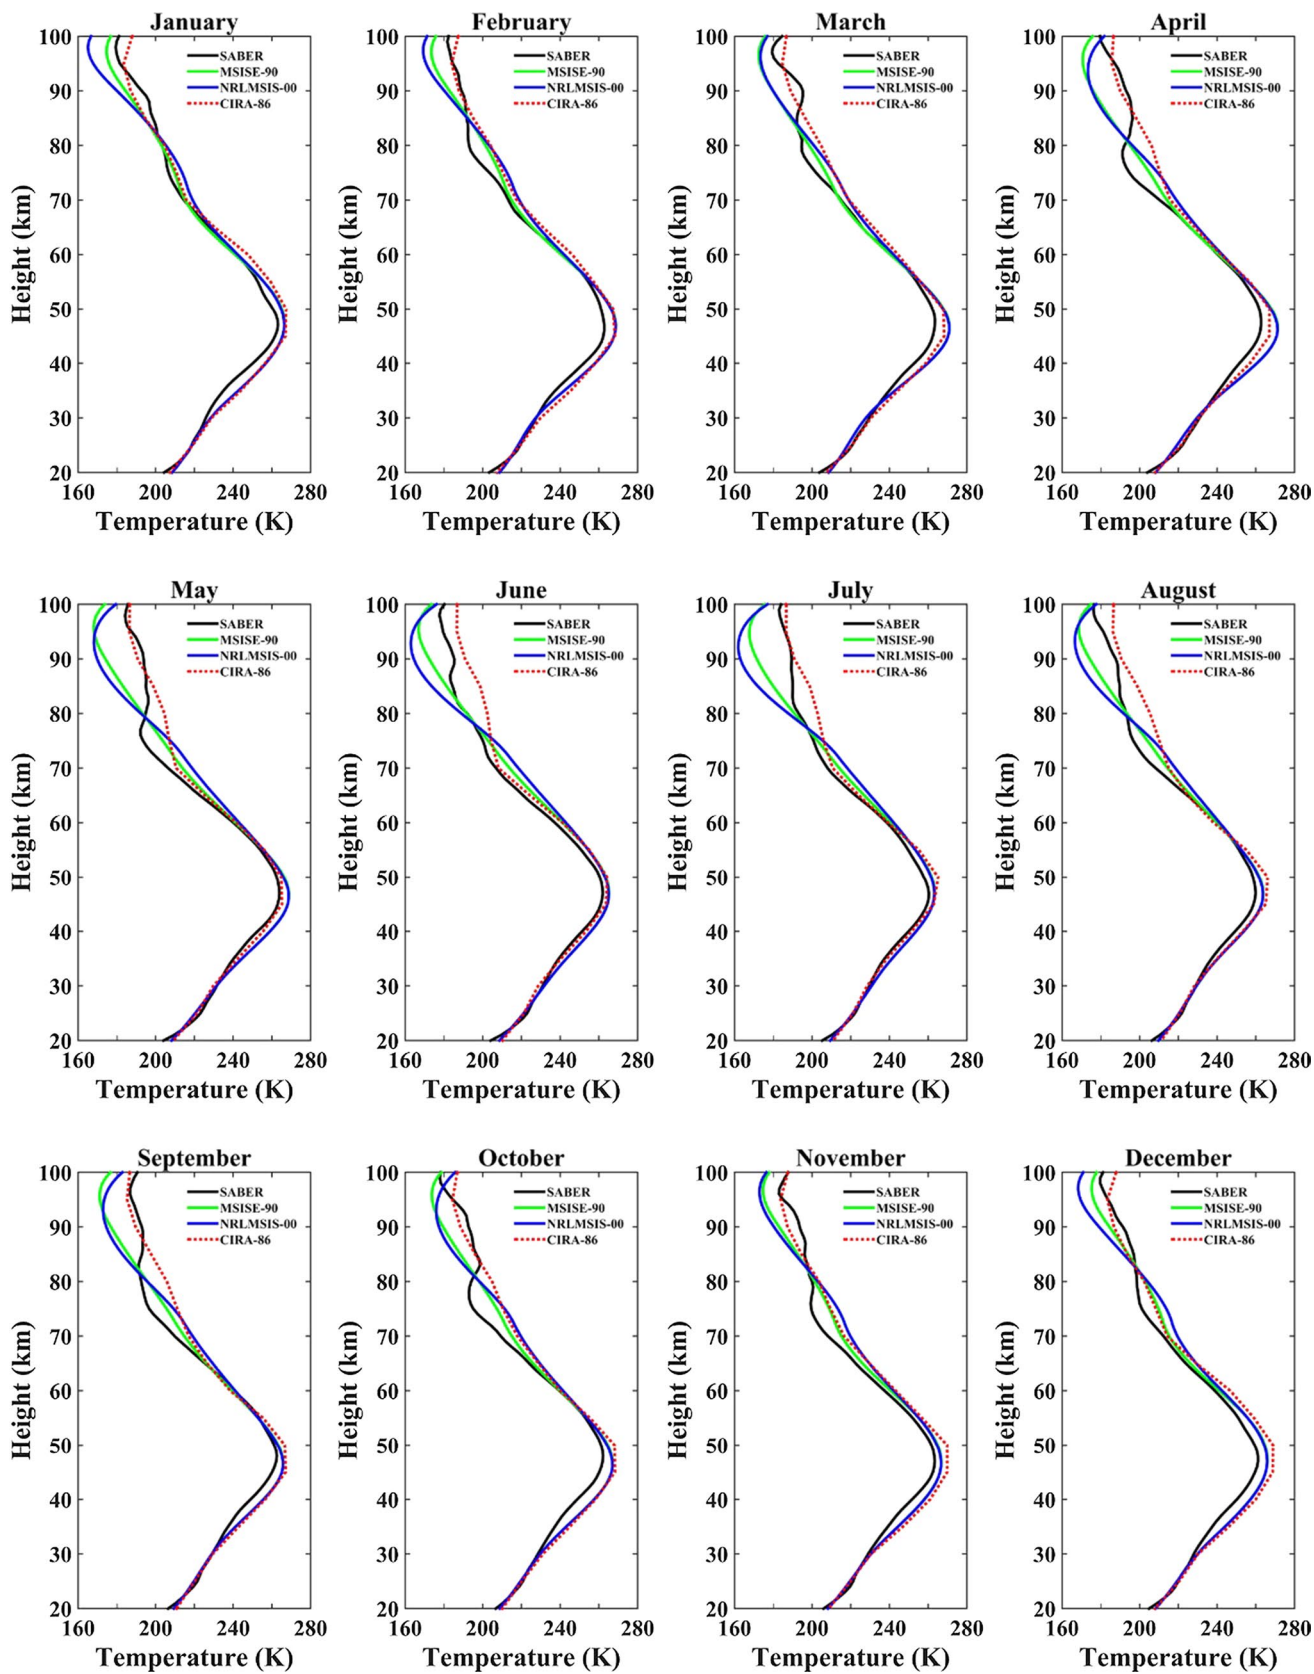 January February March April
100 100 100 100
SABER SABER SABER SABER
MSISE-90 MSISE-90 MSISE-90 MSISE-90
90 NRLMSIS-00 90 NRLMSIS-00 90 NRLMSIS-00 90 NRLMSIS-00
CIRA-86 CIRA-86 CIRA-86 CIRA-86
80 80 80 80
70 70 70 70
Height (km) Height (km) Height (km) Height (km)
60 60 60 60
50 50 50 50
40 40 40 40
30 30 30 30
20 20 20 20
160 200 240 280 160 200 240 280 160 200 240 280 160 200 240 280
Temperature (K) Temperature (K) Temperature (K) Temperature (K)
May June July August
100 100 100 100
SABER SABER SABER SABER
MSISE-90 MSISE-90 MSISE-90 MSISE-90
90 NRLMSIS-00 90 NRLMSIS-00 90 NRLMSIS-00 90 NRLMSIS-00
CIRA-86 CIRA-86 CIRA-86 CIRA-86
80 80 80 80
70 70 70 70
Height (km) Height (km) Height (km) Height (km)
60 60 60 60
50 50 50 50
40 40 40 40
30 30 30 30
20 20 20 20
160 200 240 280 160 200 240 280 160 200 240 280 160 200 240 280
Temperature (K) Temperature (K) Temperature (K) Temperature (K)
September October November December
100 100 100 100
SABER SABER SABER SABER
MSISE-90 MSISE-90 MSISE-90 MSISE-90
90 NRLMSIS-00 90 NRLMSIS-00 90 NRLMSIS-00 90 NRLMSIS-00
CIRA-86 CIRA-86 CIRA-86 CIRA-86
80 80 80 80
70 70 70 70
Height (km) Height (km) Height (km) Height (km)
60 60 60 60
50 50 50 50
40 40 40 40
30 30 30 30
20 20 20 20
160 200 240 280 160 200 240 280 160 200 240 280 160 200 240 280
Temperature (K) Temperature (K) Temperature (K) Temperature (K)